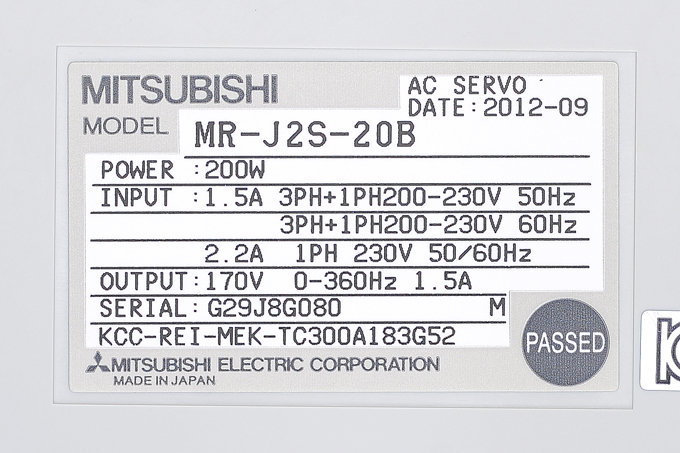 MITSUBISHI
AC SERVO
DATE:2012-09
MODEL MR-J2S-20B
POWER :200W
INPUT :1.5A 3PH+1PH200-230V 50Hz
3PH+1PH200-230V 60Hz
2.2A 1PH 230V 50/60Hz
OUTPUT:170V 0-360Hz 1.5A
SERIAL:G29J8G080 M
KCC-REI-MEK-TC300A183G52
PASSED
MITSUBISHI ELECTRIC CORPORATION
MADE IN JAPAN